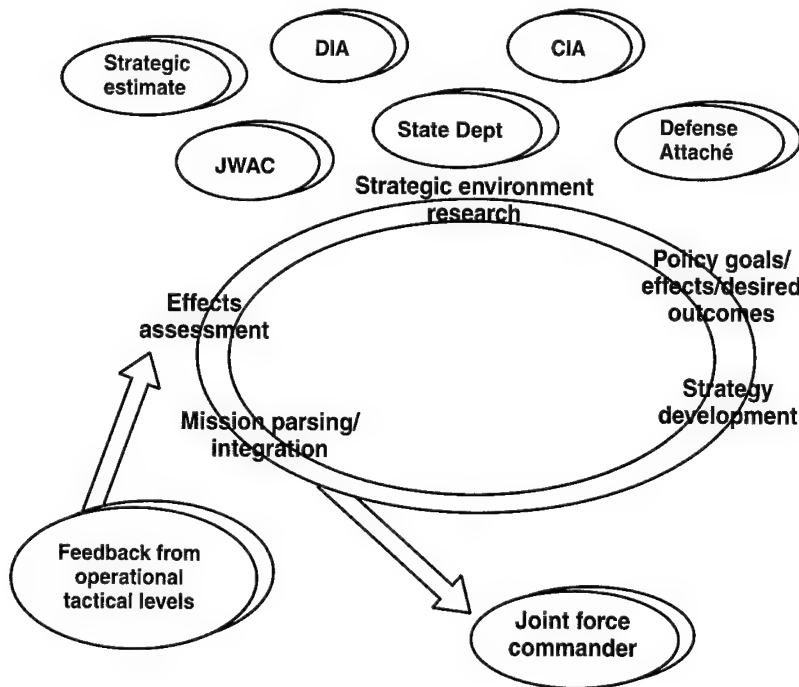 DIA
CIA
Strategic
estimate
State Dept
Defense
Attaché
JWAC
Strategic environment
research
Policy goals/
effects/desired
outcomes
Effects
assessment
Strategy
development
Mission parsing/
integration
Feedback from
operational
tactical levels
Joint force
commander